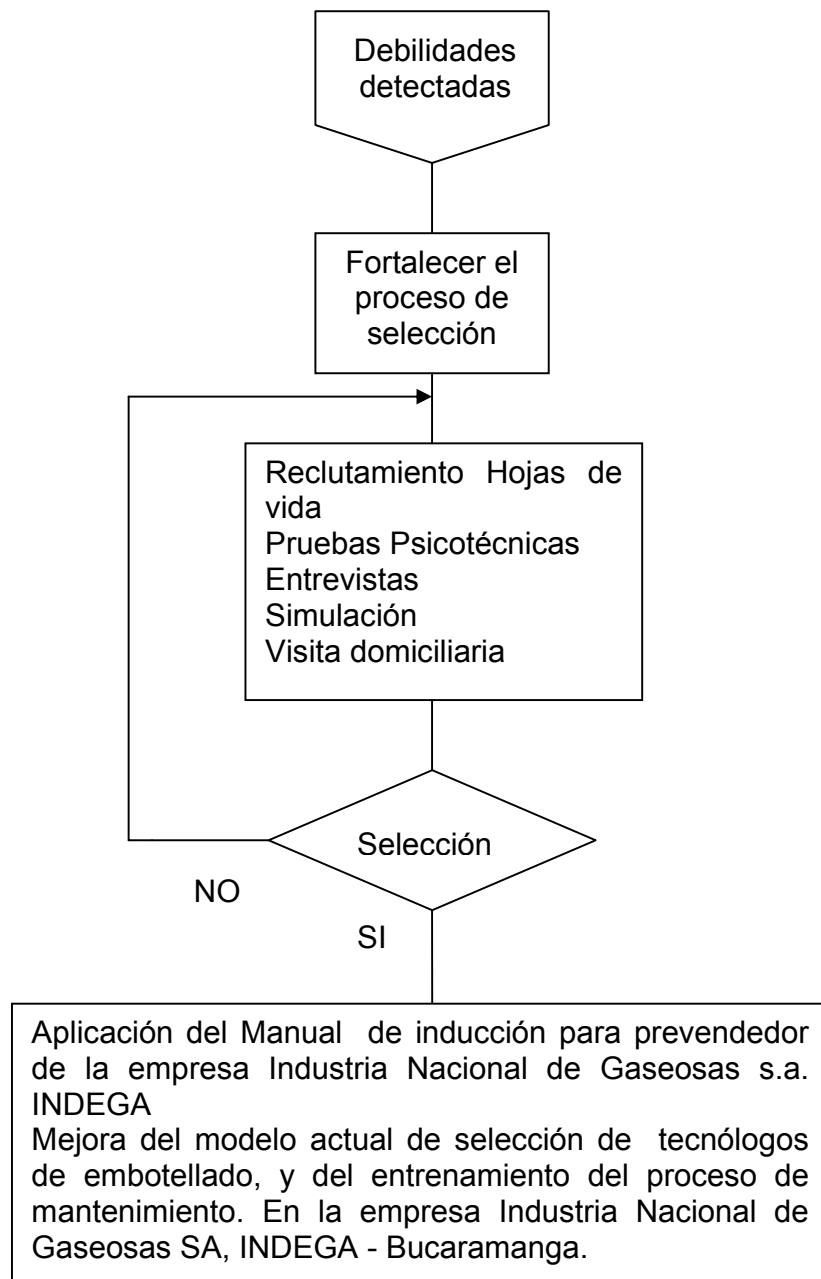 Debilidades
detectadas
Fortalecer el
proceso de
selección
Reclutamiento Hojas de
vida
Pruebas Psicotécnicas
Entrevistas
Simulación
Visita domiciliaria
Selección
NO
SI
Aplicación del Manual de inducción para prevendedor
de la empresa Industria Nacional de Gaseosas s.a.
INDEGA
Mejora del modelo actual de selección de tecnólogos
de embotellado, y del entrenamiento del proceso de
mantenimiento. En la empresa Industria Nacional de
Gaseosas SA, INDEGA - Bucaramanga.